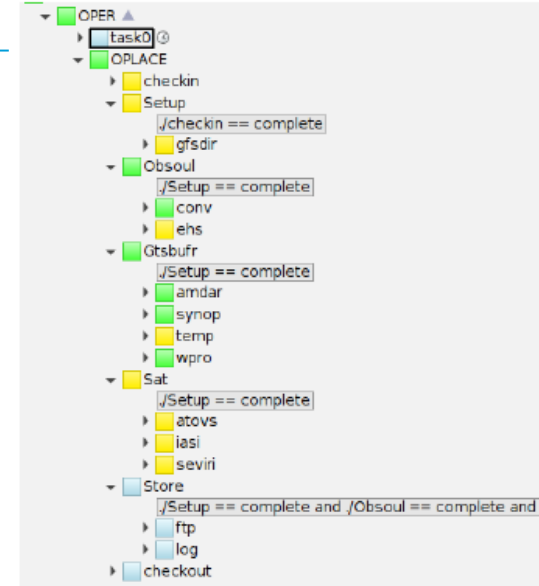 OPER
task0
OPLACE
checkin
Setup
./checkin == complete
gfsdir
Obsoul
./Setup == complete
conv
ehs
Gtsbufr
./Setup == complete
amdar
synop
temp
wpro
Sat
./Setup == complete
atovs
iasi
seviri
Store
./Setup == complete and ./Obsoul == complete and
ftp
log
checkout